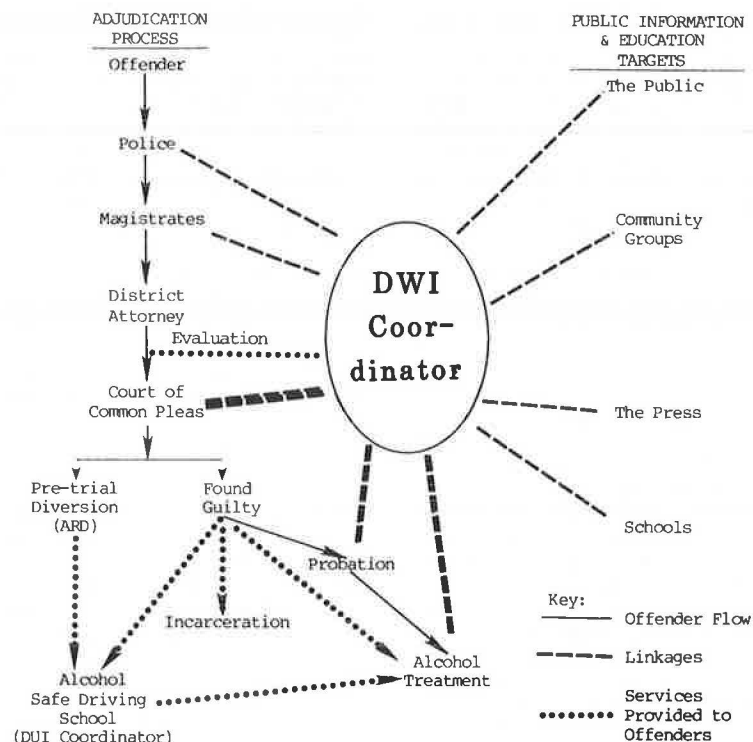 ADJUDICATION
PROCESS
Offender
Police
Magistrates
District
Attorney
Evaluation
Court of
Common Pleas
Pre-trial
Diversion
(ARD)
Found
Guilty
Probation
Incarceration
Alcohol
Safe Driving
School
(DUI Coordinator)
Alcohol
Treatment
DWI
Coor-
dinator
PUBLIC INFORMATION
& EDUCATION
TARGETS
The Public
Community
Groups
The Press
Schools
Key:
Offender Flow
Linkages
Services
Provided to
Offenders